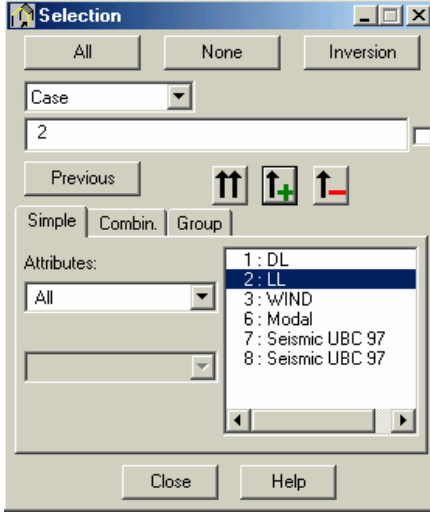 Selection
All None Inversion
Case
2
Previous
Simple Combin. Group
Attributes:
All
1 : DL
2 : LL
3 : WIND
6 : Modal
7 : Seismic UBC 97
8 : Seismic UBC 97
Close Help